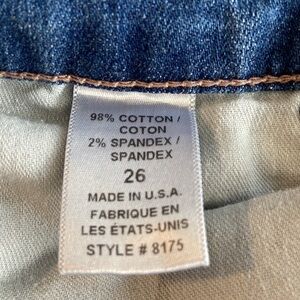 98% COTTON /
COTON
2% SPANDEX /
SPANDEX
26
MADE IN U.S.A.
FABRIQUE EN
LES ÉTATS-UNIS
STYLE # 8175